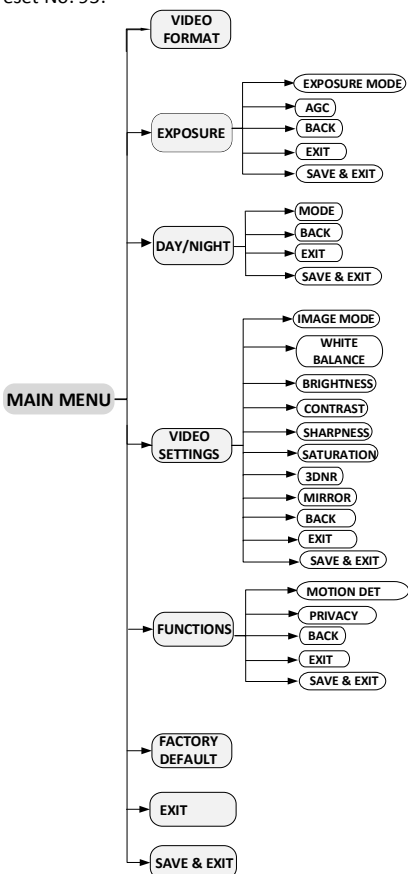 eset No. 95.
VIDEO
FORMAT
EXPOSURE
EXPOSURE MODE
AGC
BACK
EXIT
SAVE & EXIT
DAY/NIGHT
MODE
BACK
EXIT
SAVE & EXIT
MAIN MENU
VIDEO
SETTINGS
IMAGE MODE
WHITE
BALANCE
BRIGHTNESS
CONTRAST
SHARPNESS
SATURATION
3DNR
MIRROR
BACK
EXIT
SAVE & EXIT
FUNCTIONS
MOTION DET
PRIVACY
BACK
EXIT
SAVE & EXIT
FACTORY
DEFAULT
EXIT
SAVE & EXIT